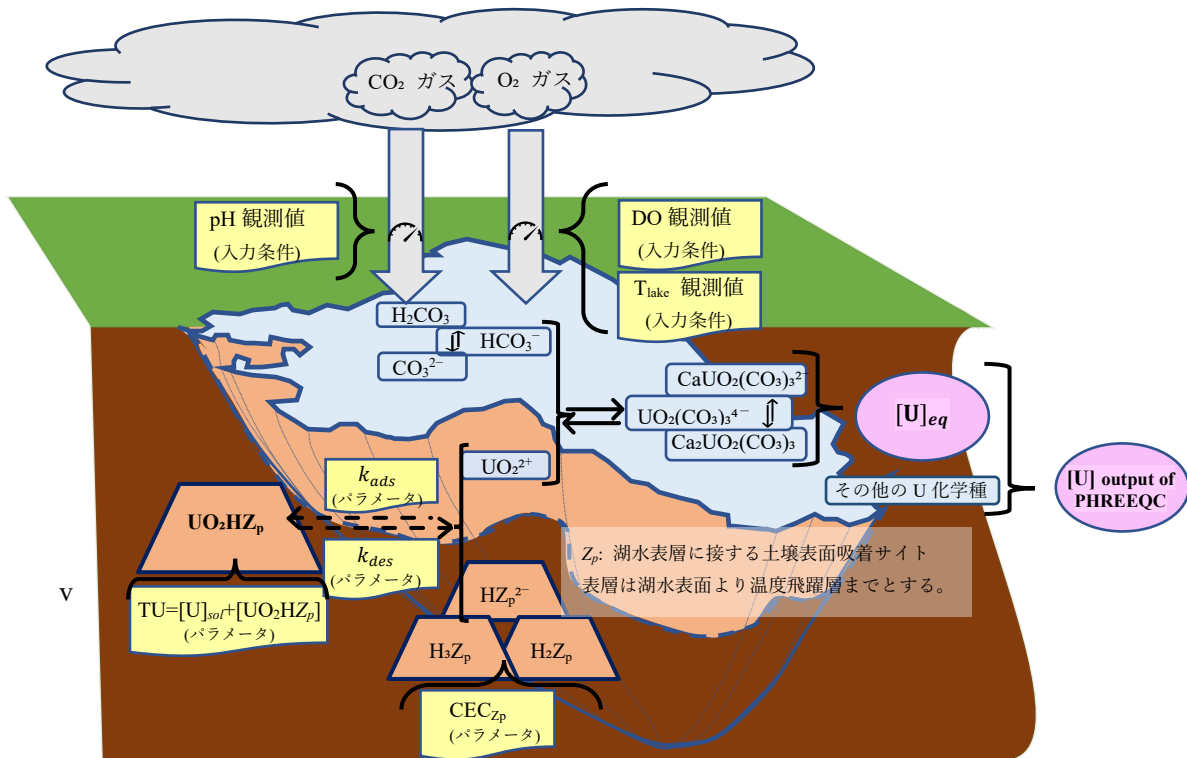 CO₂ ガス
O₂ ガス
pH 観測値
(入力条件)
DO 観測値
(入力条件)
T_lake 観測値
(入力条件)
H₂CO₃
⇌ HCO₃⁻
CO₃²⁻
CaUO₂(CO₃)₃²⁻
UO₂(CO₃)₃⁴⁻ ⇌
Ca₂UO₂(CO₃)₃
[U]_eq
その他の U 化学種
[U] output of
PHREEQC
UO₂²⁺
k_ads
(パラメータ)
UO₂HZₚ
k_des
(パラメータ)
Zₚ: 湖水表層に接する土壌表面吸着サイト
表層は湖水表面より温度飛躍層までとする。
v
TU=[U]_sol+[UO₂HZₚ]
(パラメータ)
HZₚ²⁻
H₃Zₚ
H₂Zₚ
CEC_Zp
(パラメータ)